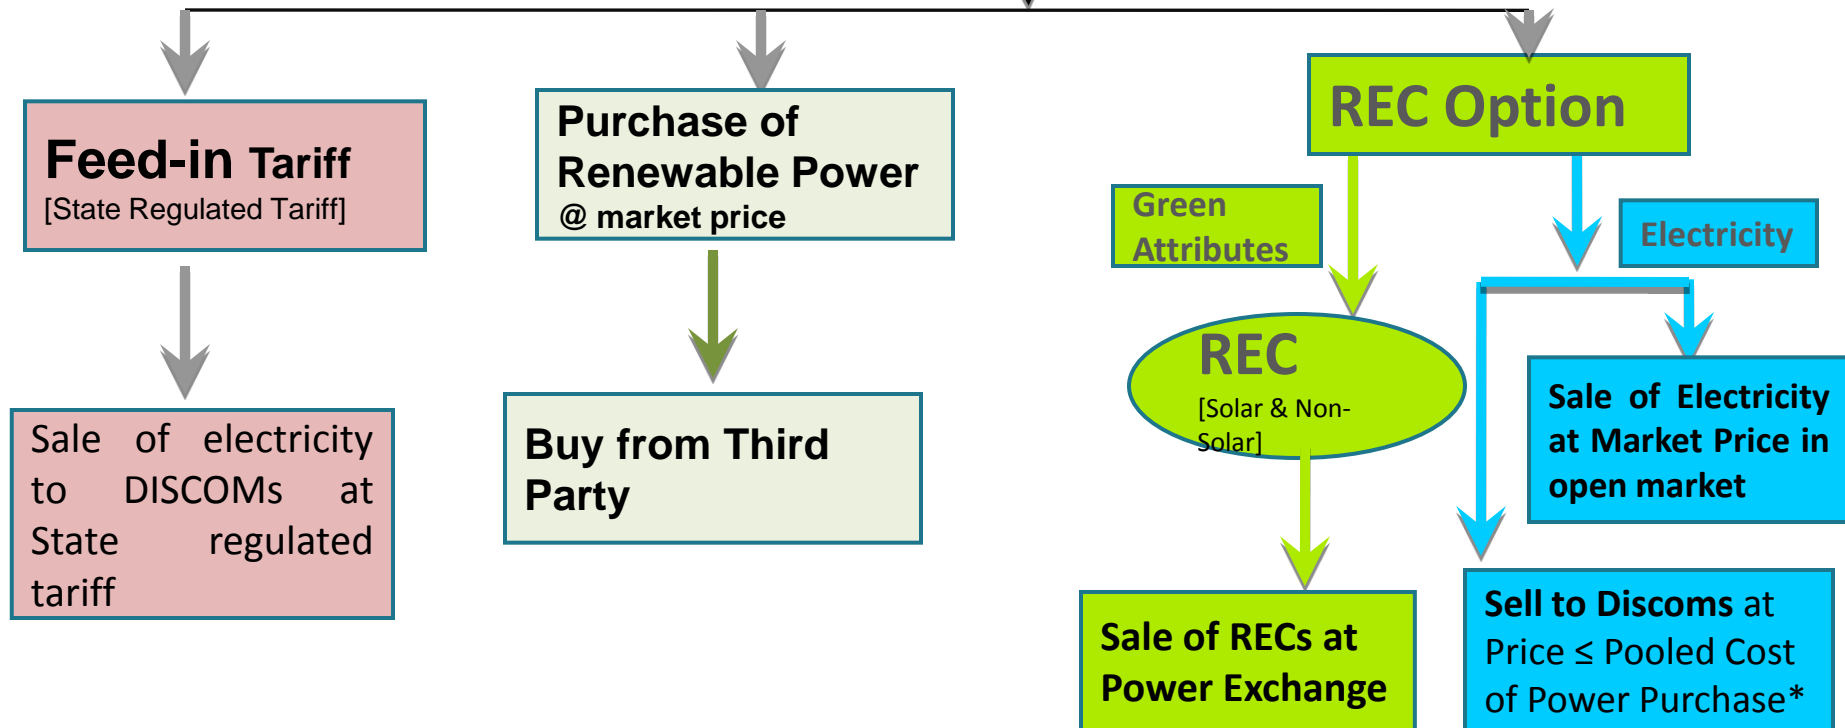 Feed-in Tariff
[State Regulated Tariff]
Sale of electricity
to DISCOMs at
State regulated
tariff
Purchase of
Renewable Power
@ market price
Buy from Third
Party
REC Option
Green
Attributes
Electricity
REC
[Solar & Non-
Solar]
Sale of Electricity
at Market Price in
open market
Sale of RECs at
Power Exchange
Sell to Discoms at
Price ≤ Pooled Cost
of Power Purchase*